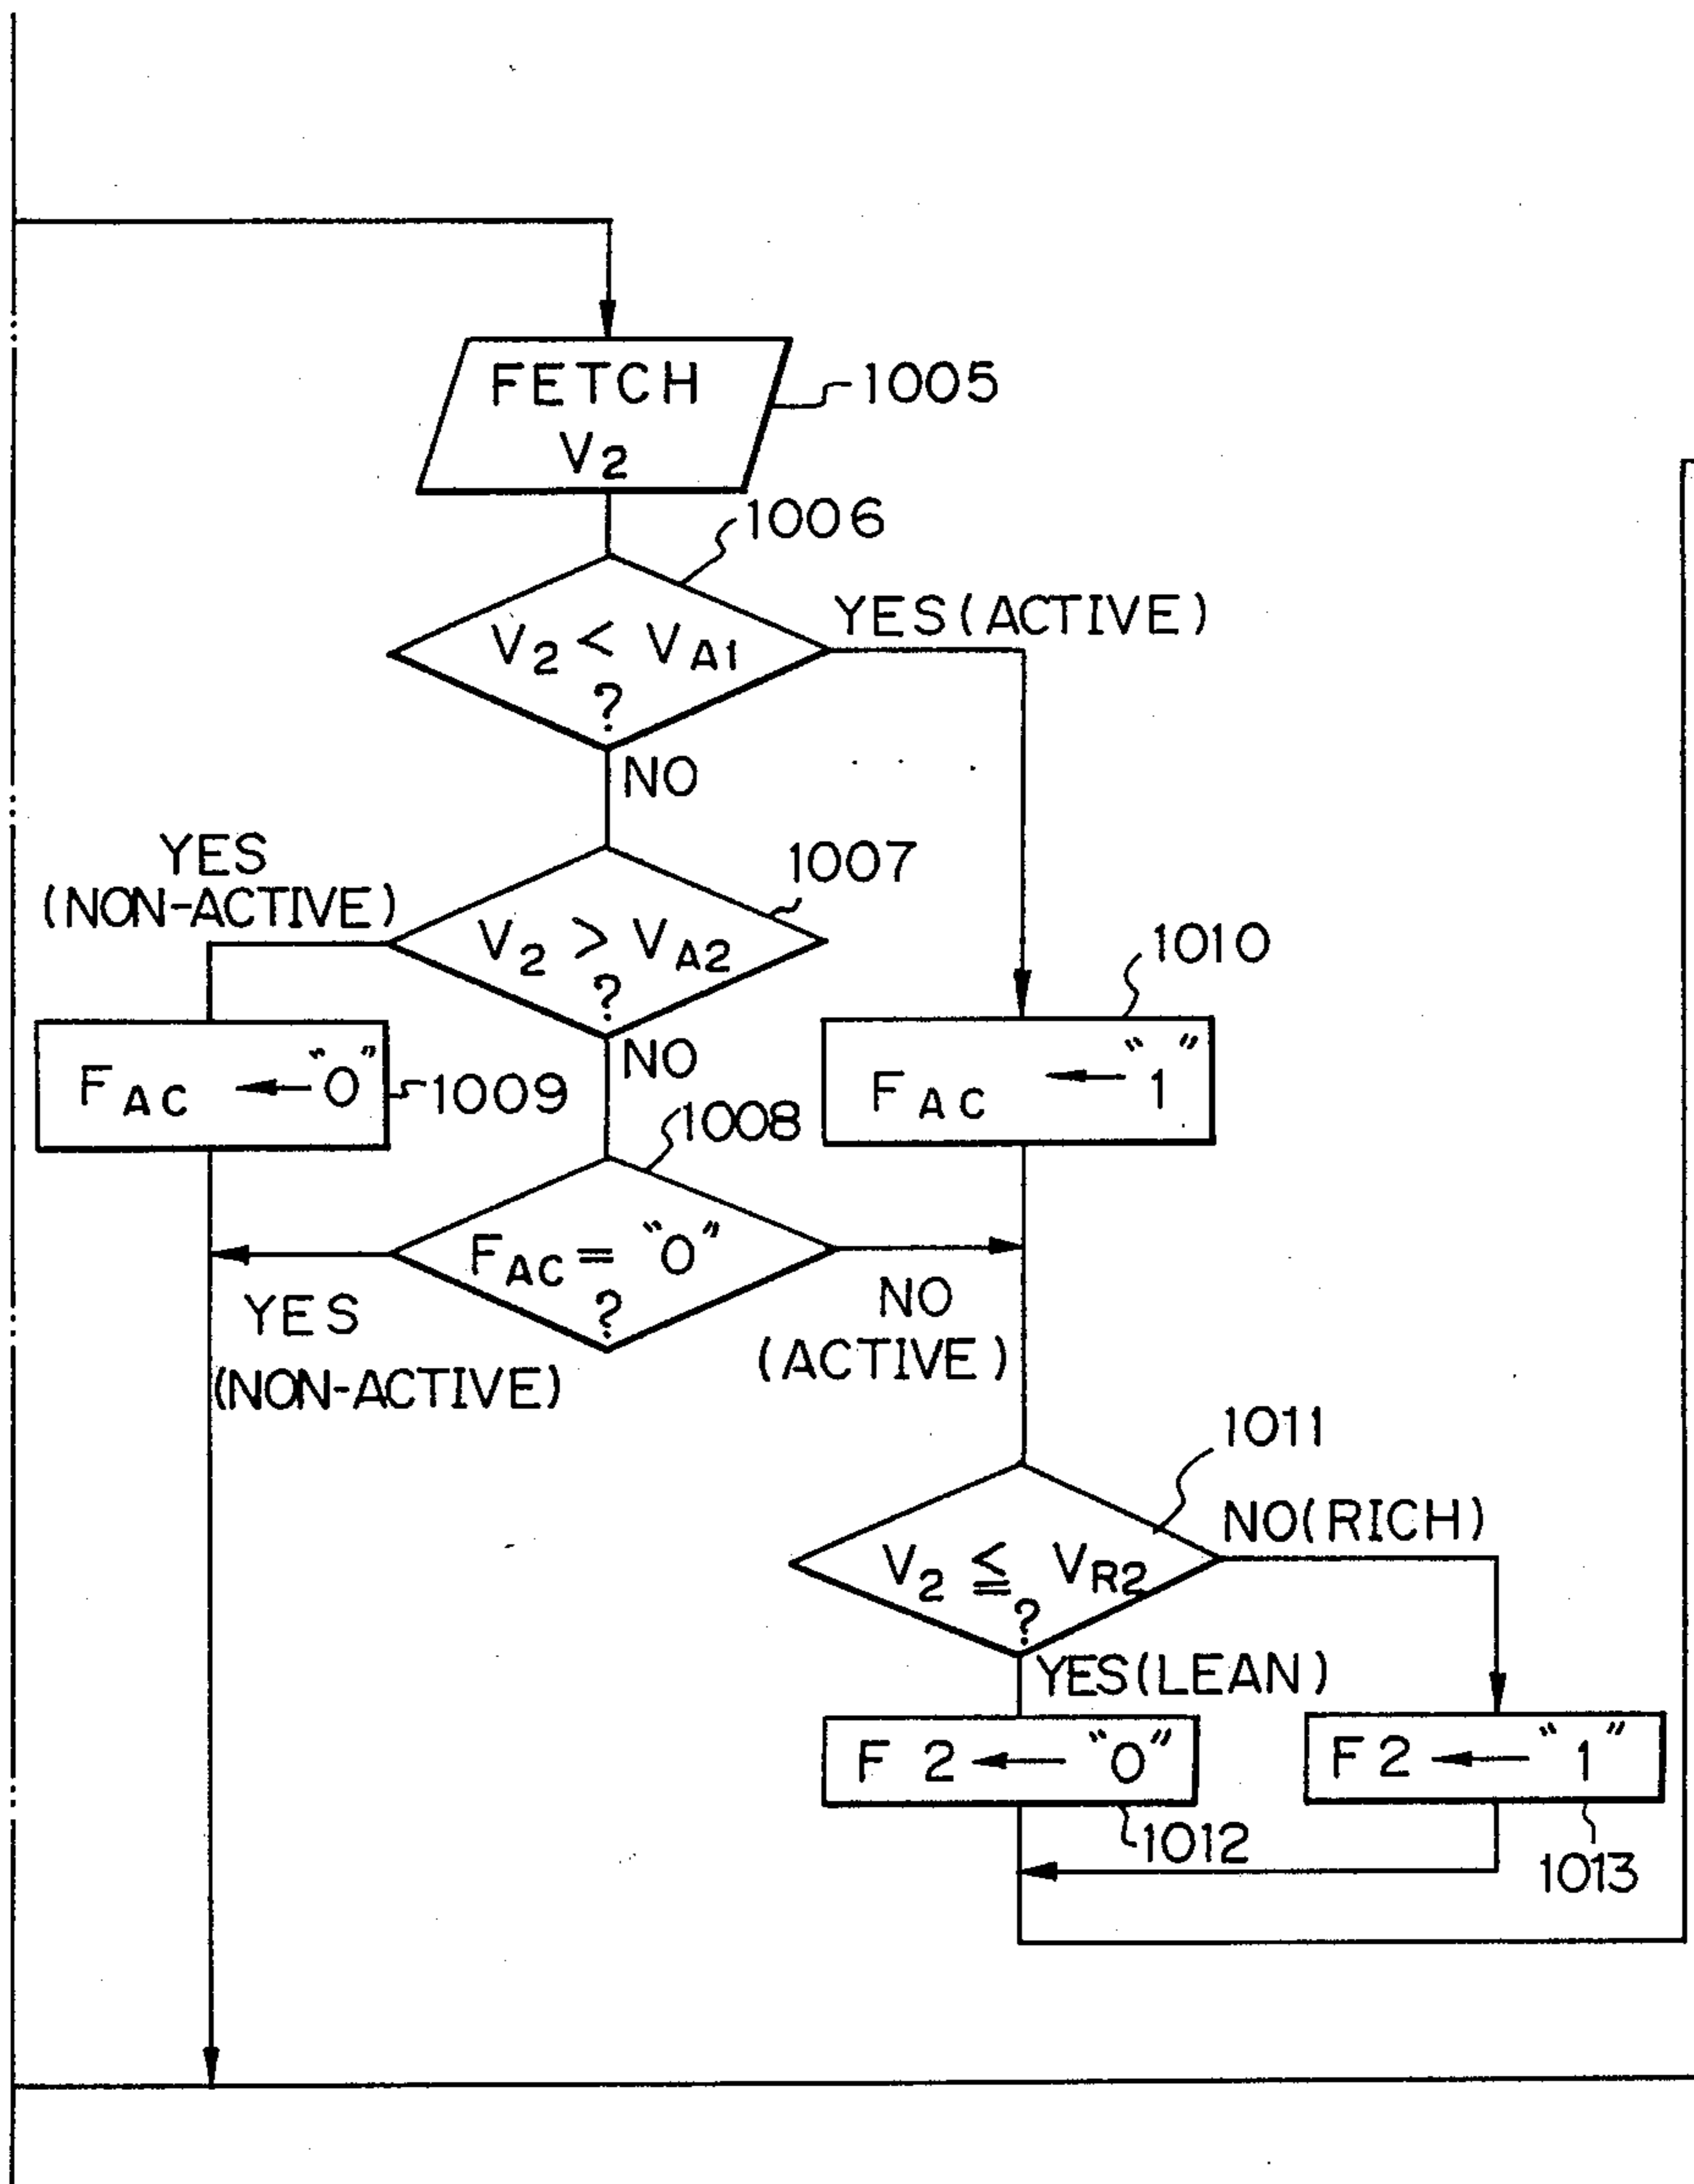 FETCH
V2
1005
1006
V2 < VA1
?
YES(ACTIVE)
NO
YES
(NON-ACTIVE)
1007
V2 > VA2
?
NO
1010
FAC ← "0"
1009
FAC ← "1"
1008
FAC = "0"
?
YES
(NON-ACTIVE)
NO
(ACTIVE)
1011
V2 ≦ VR2
?
NO(RICH)
YES(LEAN)
F2 ← "0"
F2 ← "1"
1012
1013